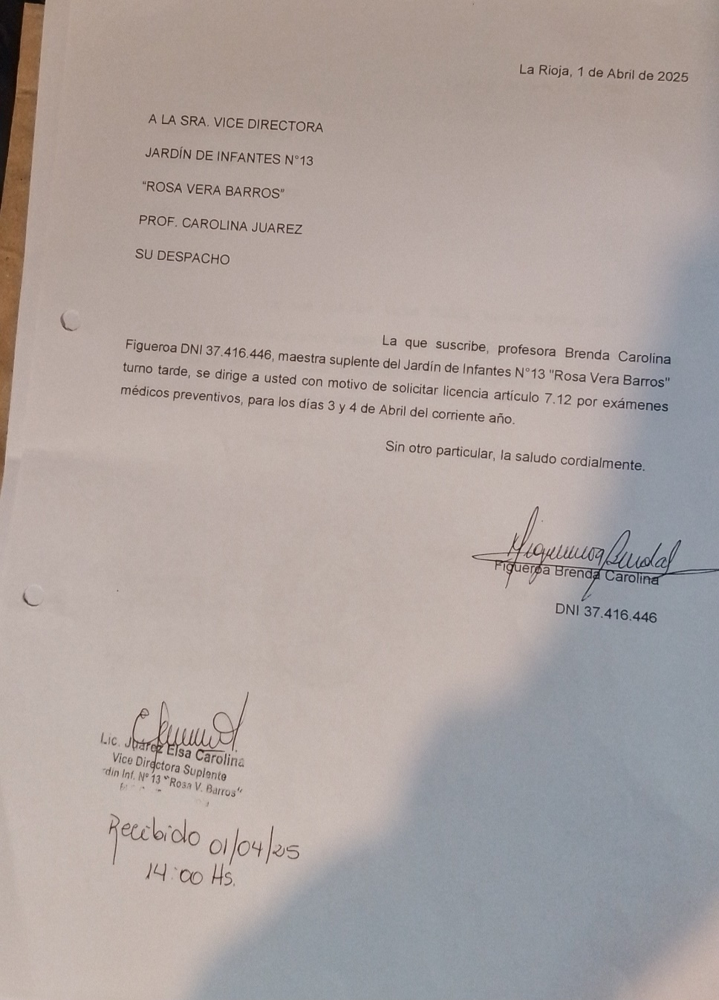 La Rioja, 1 de Abril de 2025
A LA SRA. VICE DIRECTORA
JARDÍN DE INFANTES N°13
"ROSA VERA BARROS"
PROF. CAROLINA JUAREZ
SU DESPACHO
La que suscribe, profesora Brenda Carolina
Figueroa DNI 37.416.446, maestra suplente del Jardín de Infantes N°13 "Rosa Vera Barros"
turno tarde, se dirige a usted con motivo de solicitar licencia artículo 7.12 por exámenes
médicos preventivos, para los días 3 y 4 de Abril del corriente año.
Sin otro particular, la saludo cordialmente.
Figueroa Brenda Carolina
DNI 37.416.446
Lic. Juárez Elsa Carolina
Vice Directora Suplente
din Inf. Nº 13 "Rosa V. Barros"
Recibido 01/04/25
14:00 Hs.